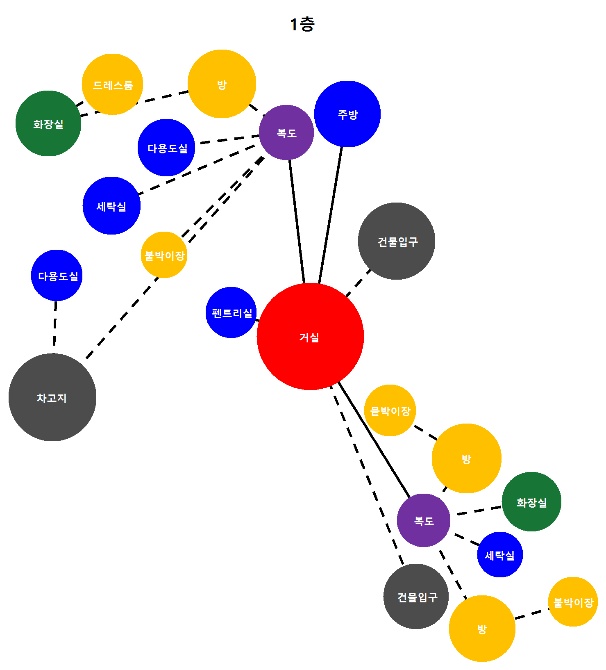 1층
드레스룸
방
화장실
복도
주방
다용도실
세탁실
건물입구
붙박이장
다용도실
펜트리실
거실
차고지
붙박이장
방
화장실
복도
세탁실
건물입구
붙박이장
방